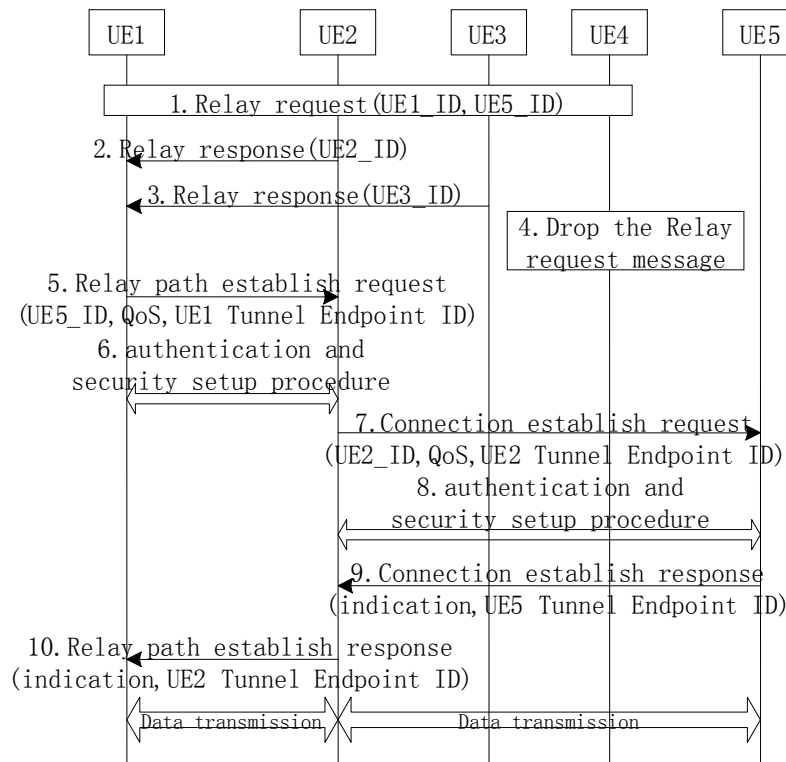 UE1
UE2
UE3
UE4
UE5
1.Relay request(UE1_ID,UE5_ID)
2.Relay response(UE2_ID)
3.Relay response(UE3_ID)
4.Drop the Relay
request message
5.Relay path establish request
(UE5_ID,QoS,UE1 Tunnel Endpoint ID)
6.authentication and
security setup procedure
7.Connection establish request
(UE2_ID,QoS,UE2 Tunnel Endpoint ID)
8.authentication and
security setup procedure
9.Connection establish response
(indication,UE5 Tunnel Endpoint ID)
10.Relay path establish response
(indication,UE2 Tunnel Endpoint ID)
Data transmission
Data transmission